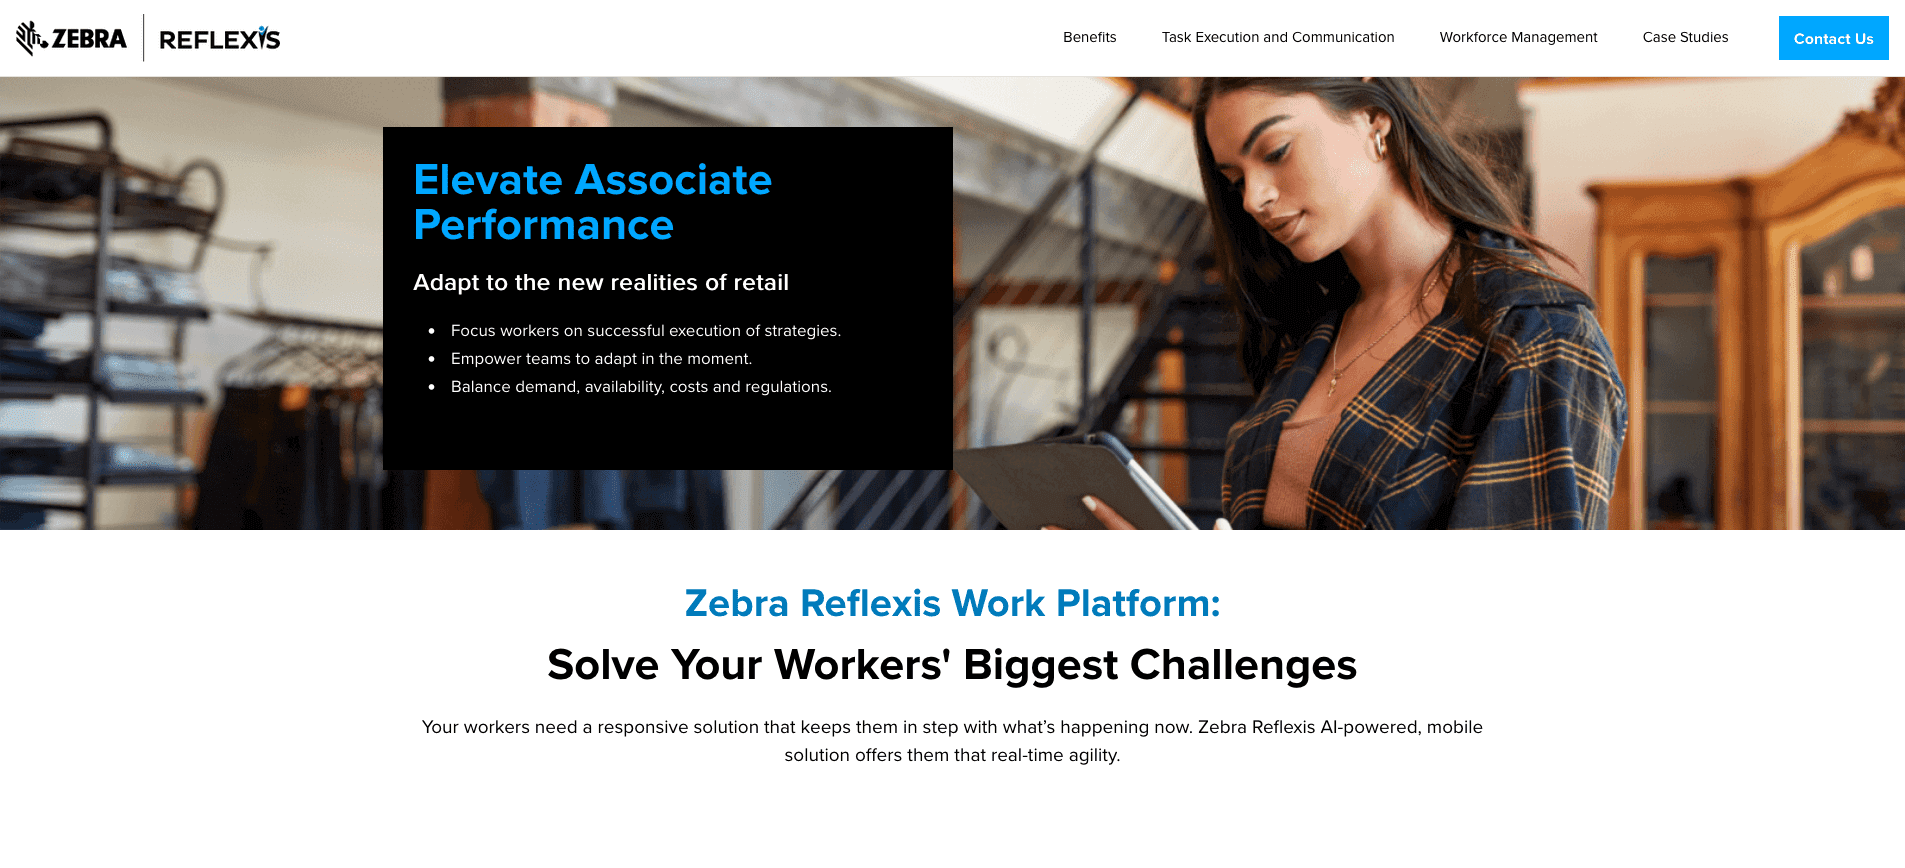 ZEBRA REFLEXIS
Benefits Task Execution and Communication Workforce Management Case Studies Contact Us
Elevate Associate
Performance
Adapt to the new realities of retail
• Focus workers on successful execution of strategies.
• Empower teams to adapt in the moment.
• Balance demand, availability, costs and regulations.
Zebra Reflexis Work Platform:
Solve Your Workers' Biggest Challenges
Your workers need a responsive solution that keeps them in step with what’s happening now. Zebra Reflexis AI-powered, mobile
solution offers them that real-time agility.